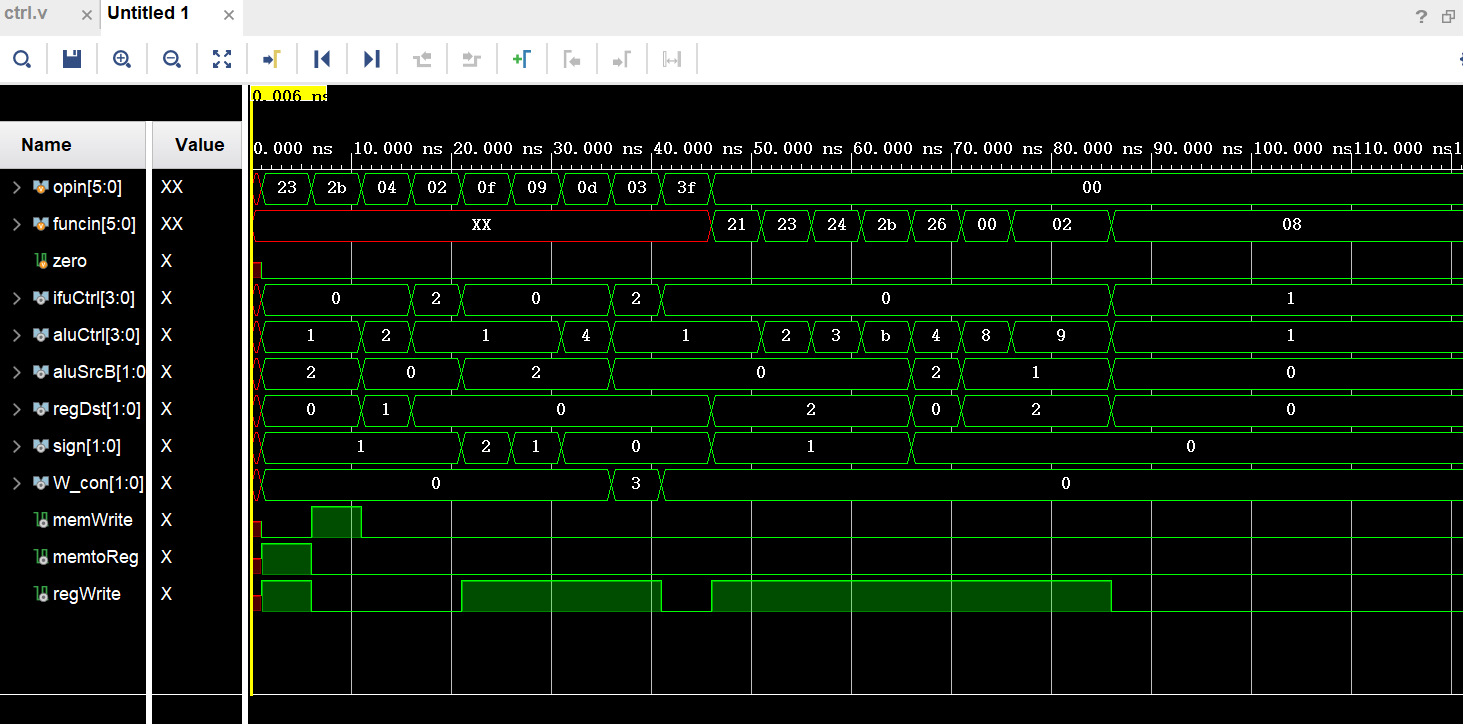 ctrl.v × Untitled 1 × ?
0.006 ns
Name Value 0.000 ns 10.000 ns 20.000 ns 30.000 ns 40.000 ns 50.000 ns 60.000 ns 70.000 ns 80.000 ns 90.000 ns 100.000 ns 110.000 ns
opin[5:0] XX 23 2b 04 02 0f 09 0d 03 3f 00
funcin[5:0] XX XX 21 23 24 2b 26 00 02 08
zero X
ifuCtrl[3:0] X 0 2 0 2 0 1
aluCtrl[3:0] X 1 2 1 4 1 2 3 b 4 8 9 1
aluSrcB[1:0 X 2 0 2 0 2 1 0
regDst[1:0] X 0 1 0 2 0 2 0
sign[1:0] X 1 2 1 0 1 0
W_con[1:0] X 0 3 0
memWrite X
memtoReg X
regWrite X